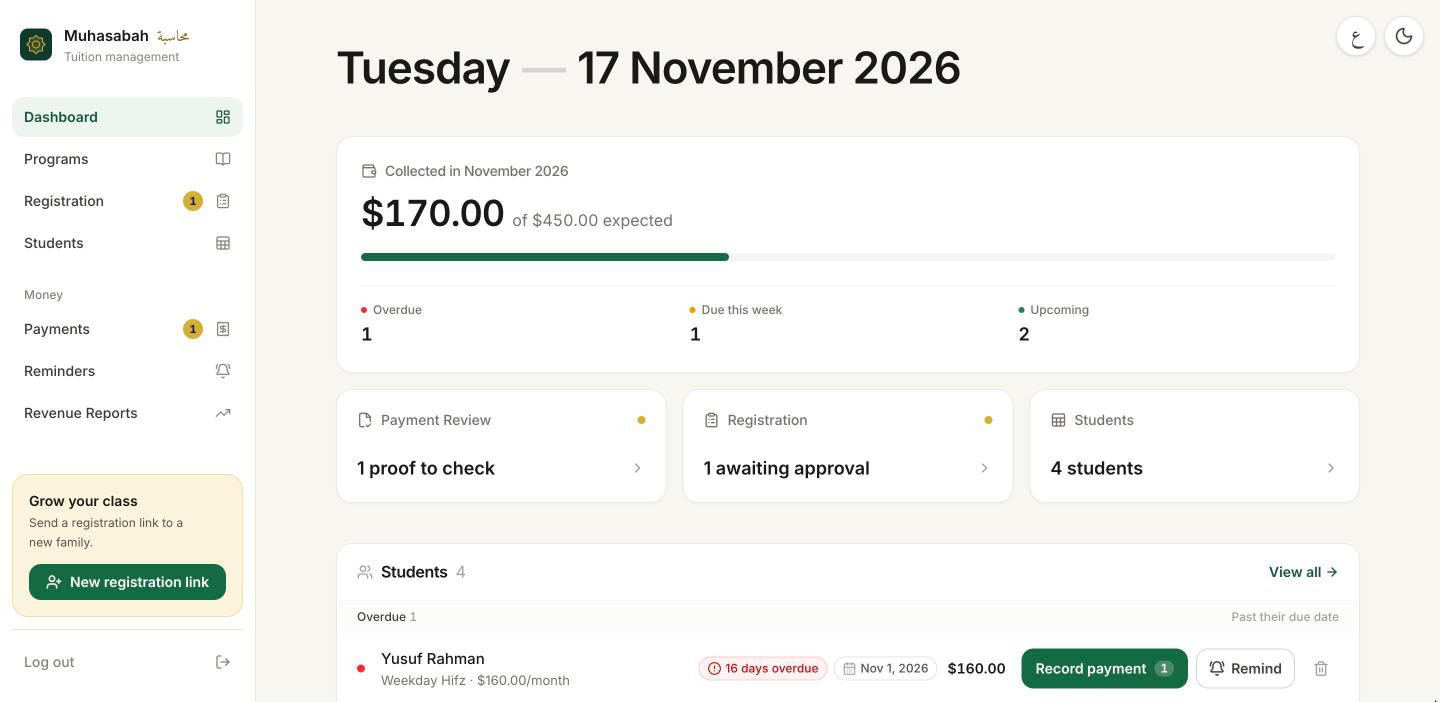 Muhasabah محاسبة
Tuition management
Dashboard
Programs
Registration 1
Students
Money
Payments 1
Reminders
Revenue Reports
Grow your class
Send a registration link to a
new family.
New registration link
Log out
ع
Tuesday — 17 November 2026
Collected in November 2026
$170.00 of $450.00 expected
Overdue
1
Due this week
1
Upcoming
2
Payment Review
1 proof to check
Registration
1 awaiting approval
Students
4 students
Students 4
View all →
Overdue 1
Past their due date
Yusuf Rahman
Weekday Hifz · $160.00/month
16 days overdue
Nov 1, 2026
$160.00
Record payment 1
Remind